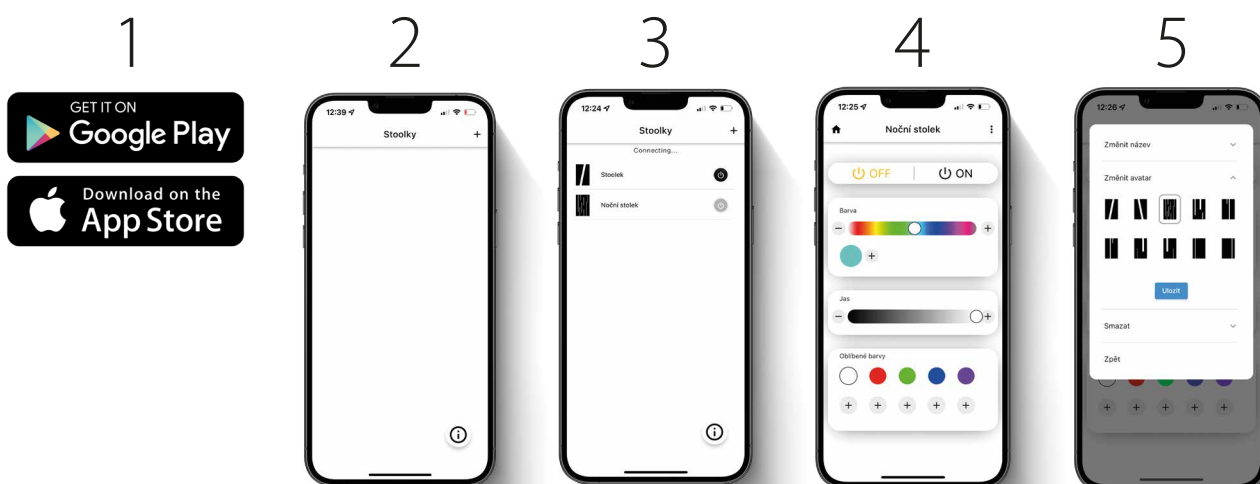 1
2
3
4
5
GET IT ON
Google Play
Download on the
App Store
12:39
Stoolky
+
12:24
Stoolky
+
Connecting...
Stoolek
Noční stolek
12:25
Noční stolek
OFF
ON
Barva
−
+
+
Jas
−
+
Oblíbené barvy
+ + + + +
12:26
Změnit název
Změnit avatar
Ulozit
Smazat
Zpět
+ + + + +